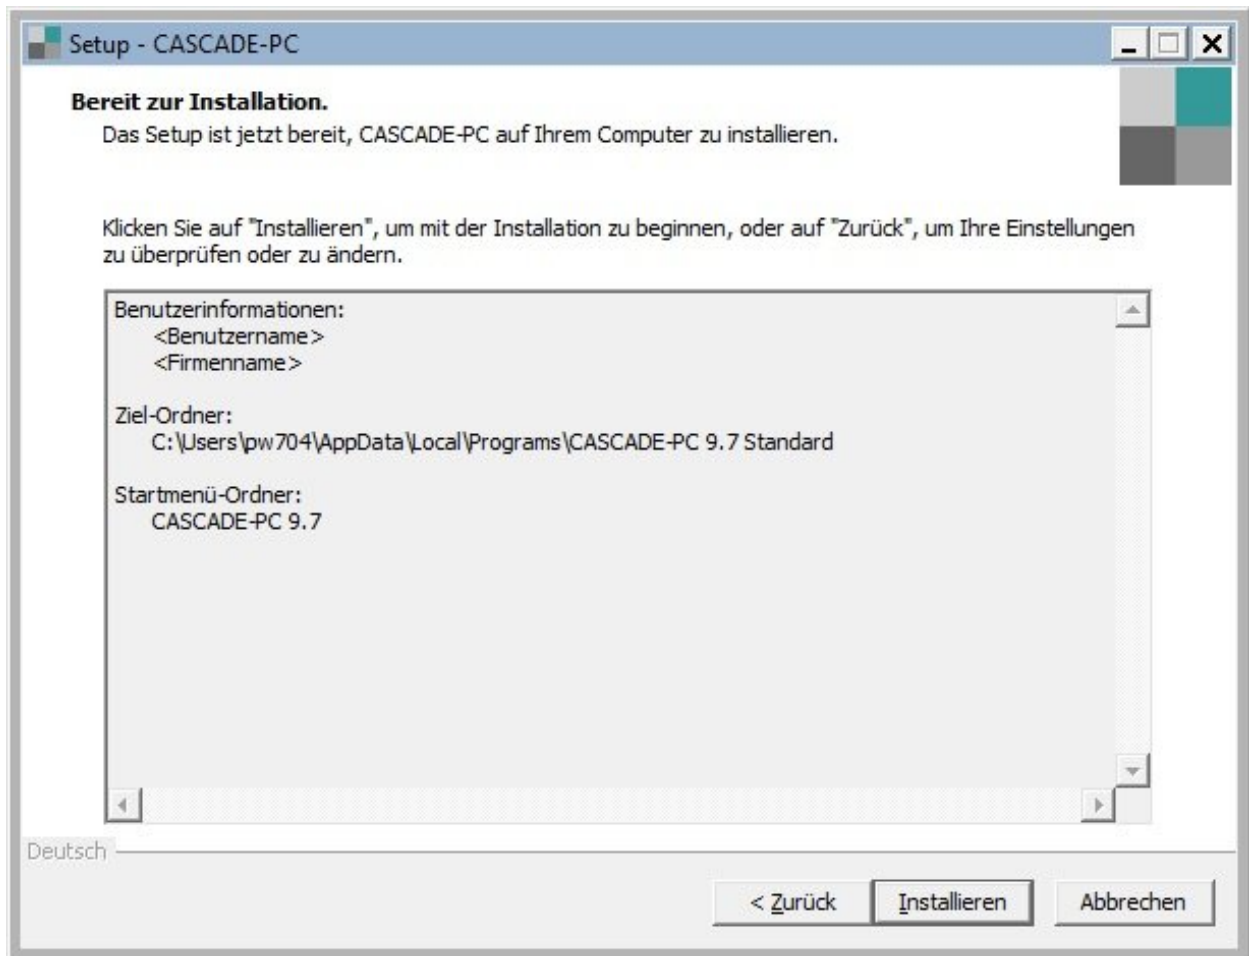 Setup - CASCADE-PC
Bereit zur Installation.
Das Setup ist jetzt bereit, CASCADE-PC auf Ihrem Computer zu installieren.
Klicken Sie auf "Installieren", um mit der Installation zu beginnen, oder auf "Zurück", um Ihre Einstellungen
zu überprüfen oder zu ändern.
Benutzerinformationen:
<Benutzername>
<Firmenname>
Ziel-Ordner:
C:\Users\pw704\AppData\Local\Programs\CASCADE-PC 9.7 Standard
Startmenü-Ordner:
CASCADE-PC 9.7
Deutsch
< Zurück
Installieren
Abbrechen